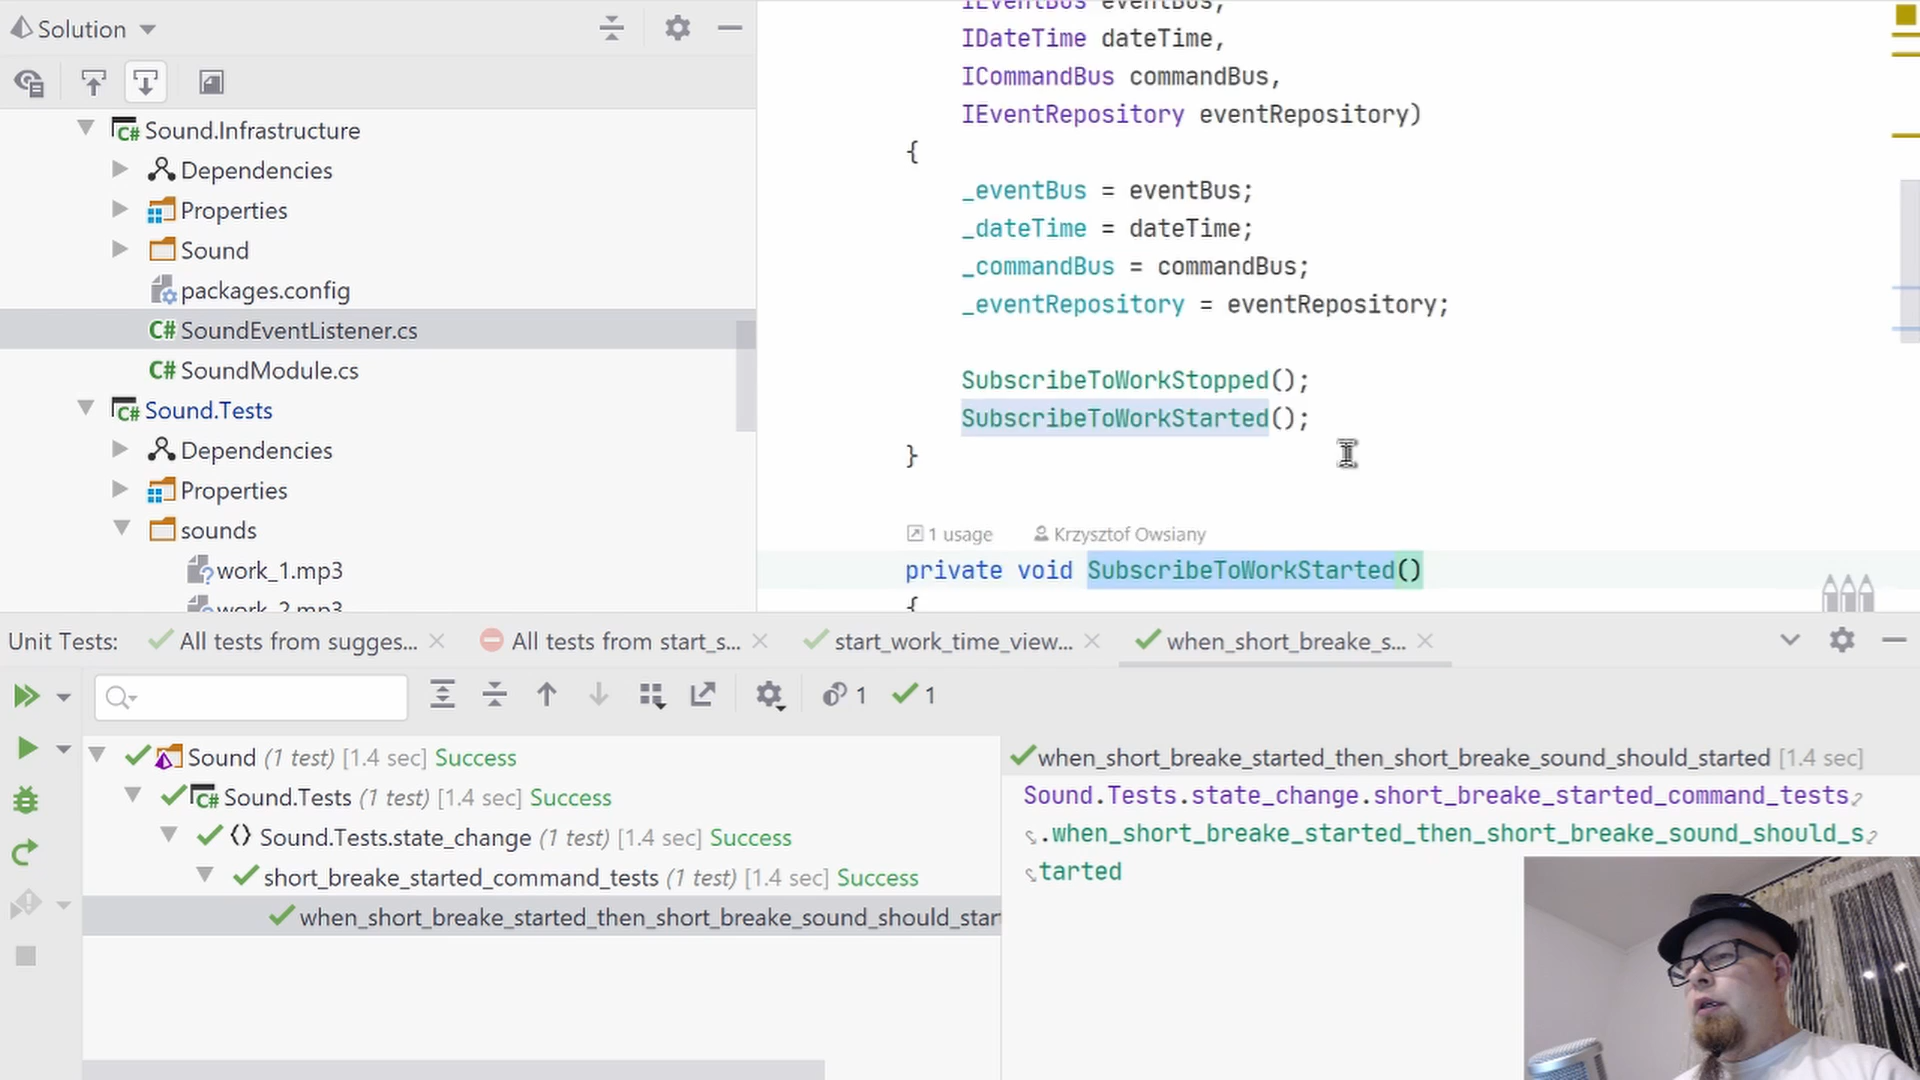 Solution
Sound.Infrastructure
Dependencies
Properties
Sound
packages.config
C# SoundEventListener.cs
C# SoundModule.cs
C# Sound.Tests
Dependencies
Properties
sounds
work_1.mp3
work_2.mp3
IEventBus eventBus,
IDateTime dateTime,
ICommandBus commandBus,
IEventRepository eventRepository)
{
_eventBus = eventBus;
_dateTime = dateTime;
_commandBus = commandBus;
_eventRepository = eventRepository;
SubscribeToWorkStopped();
SubscribeToWorkStarted();
}
1 usage Krzysztof Owsiany
private void SubscribeToWorkStarted()
{
Unit Tests: All tests from sugges... All tests from start_s... start_work_time_view... when_short_breake_s...
1 1
Sound (1 test) [1.4 sec] Success
C# Sound.Tests (1 test) [1.4 sec] Success
Sound.Tests.state_change (1 test) [1.4 sec] Success
short_breake_started_command_tests (1 test) [1.4 sec] Success
when_short_breake_started_then_short_breake_sound_should_star
when_short_breake_started_then_short_breake_sound_should_started [1.4 sec]
Sound.Tests.state_change.short_breake_started_command_tests
.when_short_breake_started_then_short_breake_sound_should_s
tarted